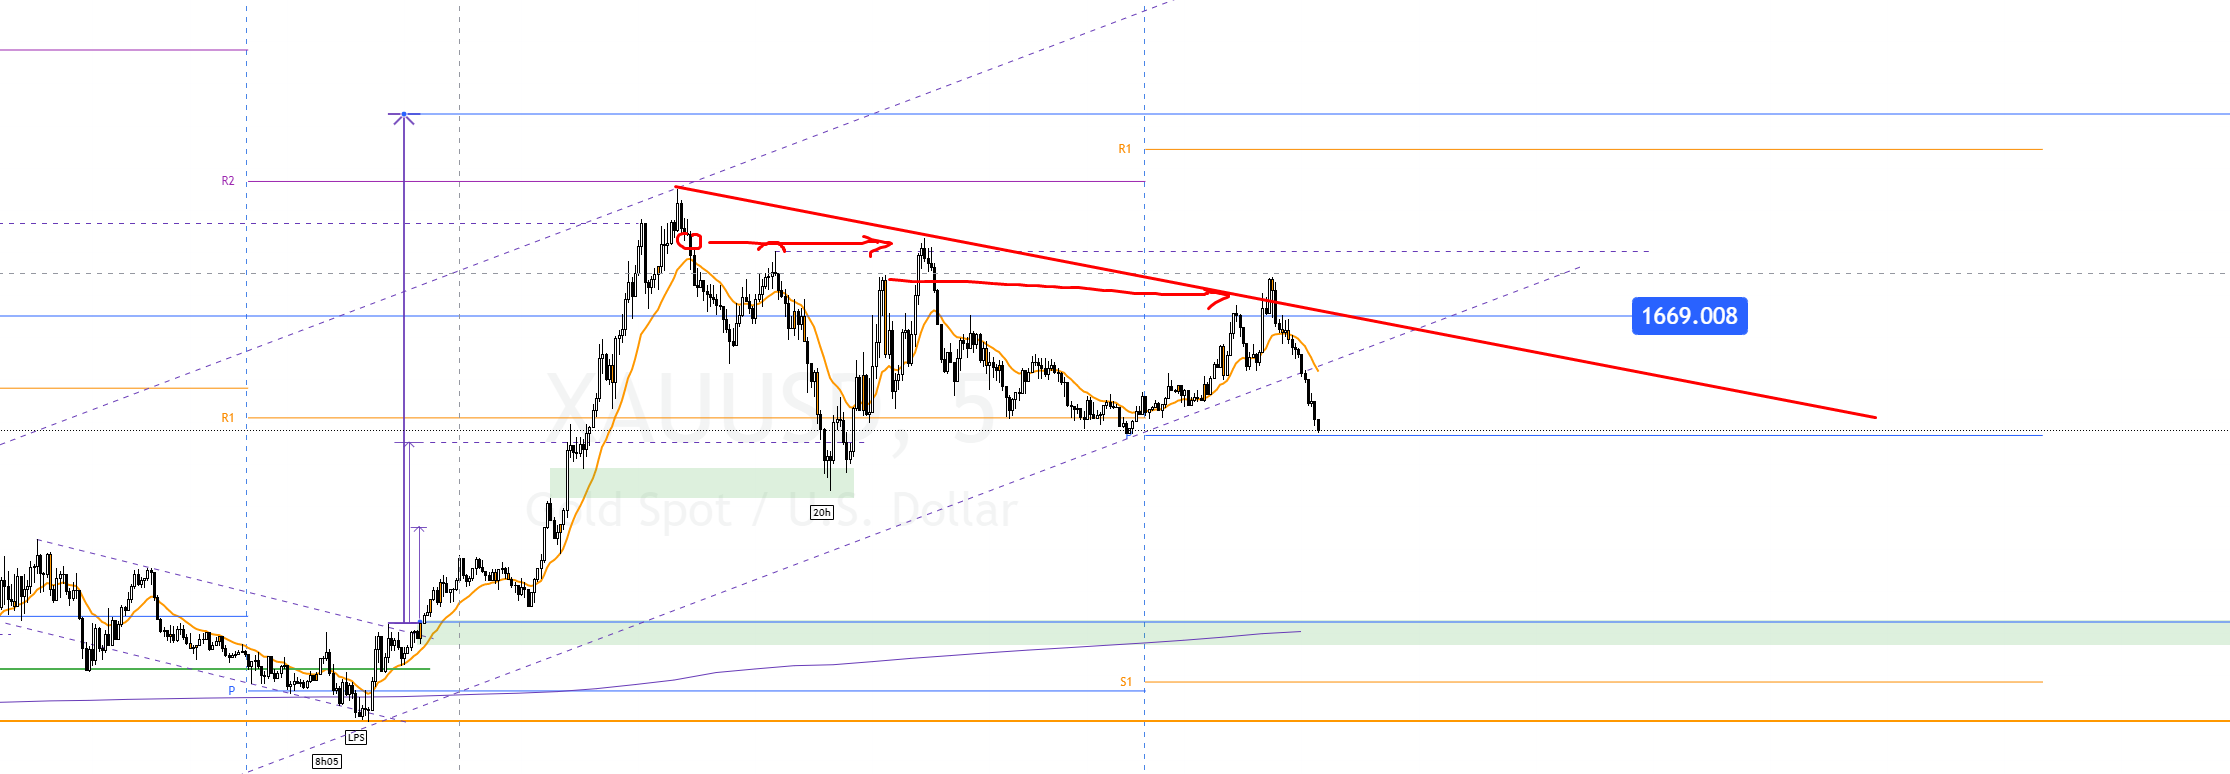 R1
R2
1669.008
XAUUSD, 5
R1
Gold Spot / U.S. Dollar
20h
S1
P
LPS
8h05